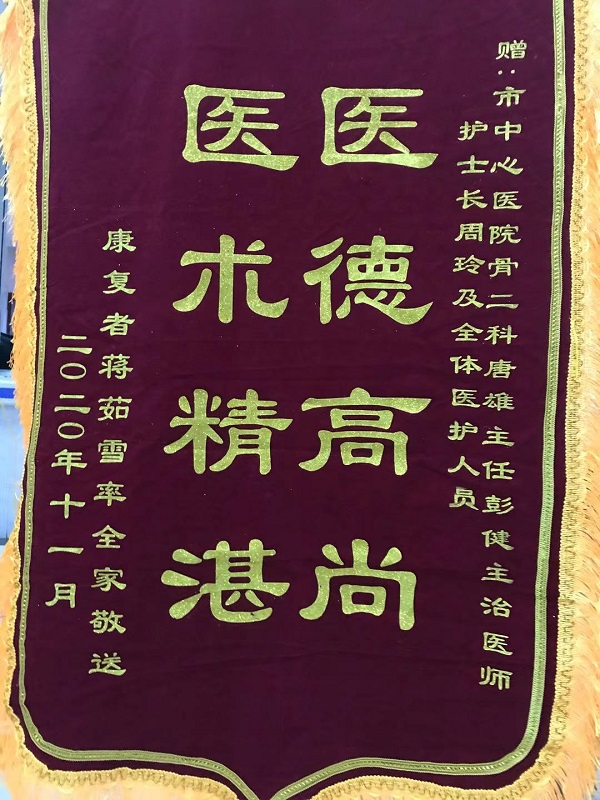 赠:市中心医院骨二科唐雄主任彭健主治医师
护士长周玲及全体医护人员
医德高尚
医术精湛
康复者蒋茹雪率全家敬送
二〇二〇年十一月